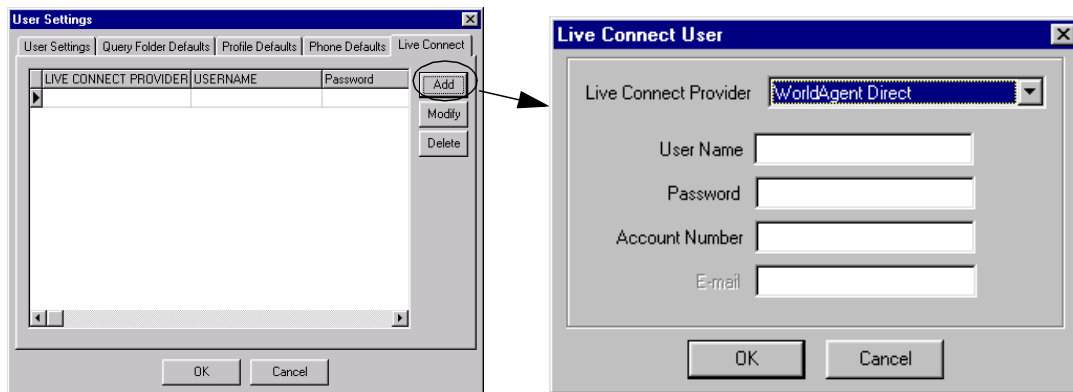 User Settings
User Settings Query Folder Defaults Profile Defaults Phone Defaults Live Connect
LIVE CONNECT PROVIDER USERNAME Password
Add
Modify
Delete
OK Cancel
Live Connect User
Live Connect Provider WorldAgent Direct
User Name
Password
Account Number
E-mail
OK Cancel